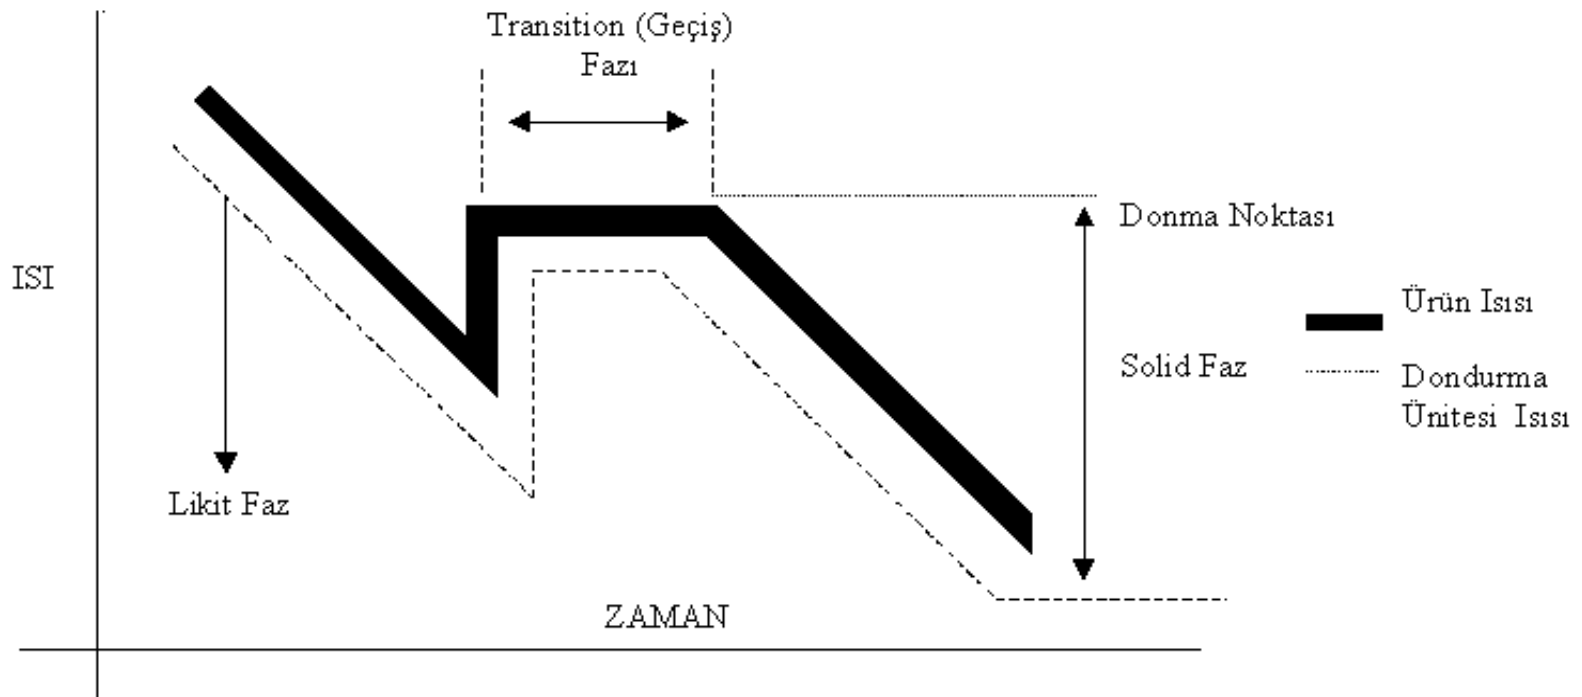 Transition (Geçiş)
Fazı
Donma Noktası
ISI
Ürün Isısı
Solid Faz
Dondurma
Ünitesi Isısı
Likit Faz
ZAMAN